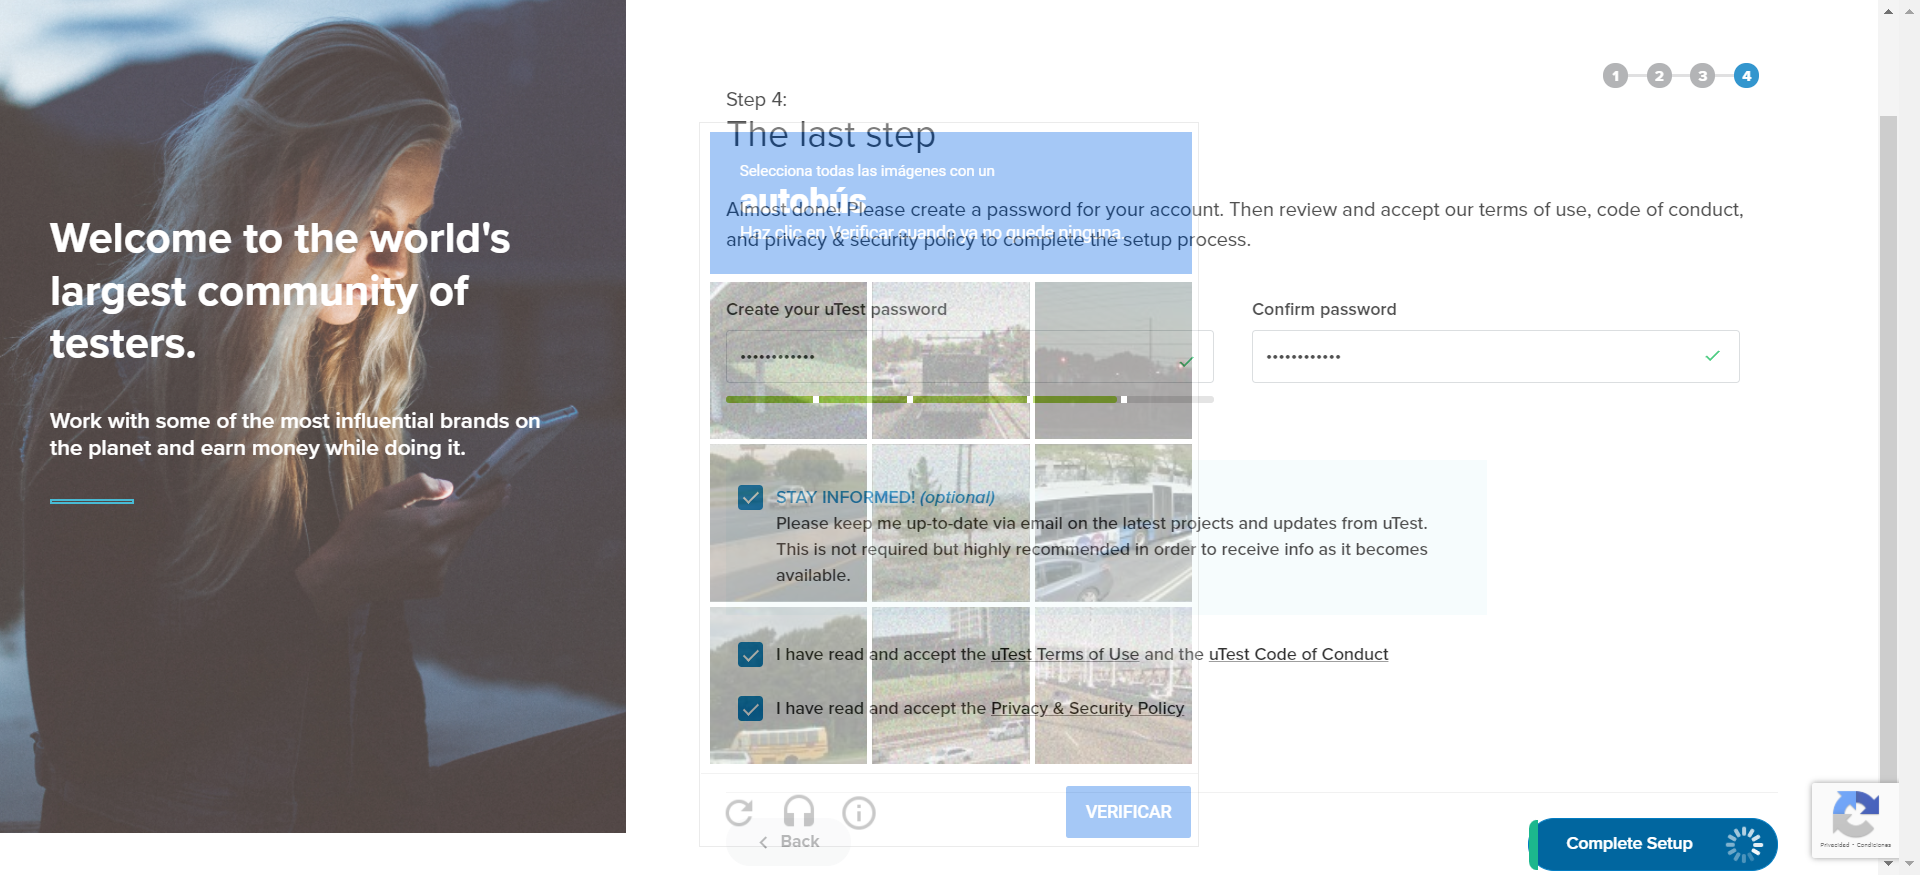 Welcome to the world's
largest community of
testers.
Work with some of the most influential brands on
the planet and earn money while doing it.
1 2 3 4
Step 4:
The last step
Selecciona todas las imágenes con un
autobús
Haz clic en Verificar cuando ya no quede ninguna.
Almost done! Please create a password for your account. Then review and accept our terms of use, code of conduct,
and privacy & security policy to complete the setup process.
Create your uTest password
Confirm password
••••••••••••
••••••••••••
STAY INFORMED! (optional)
Please keep me up-to-date via email on the latest projects and updates from uTest.
This is not required but highly recommended in order to receive info as it becomes
available.
I have read and accept the uTest Terms of Use and the uTest Code of Conduct
I have read and accept the Privacy & Security Policy
VERIFICAR
Back
Complete Setup
Privacidad - Condiciones